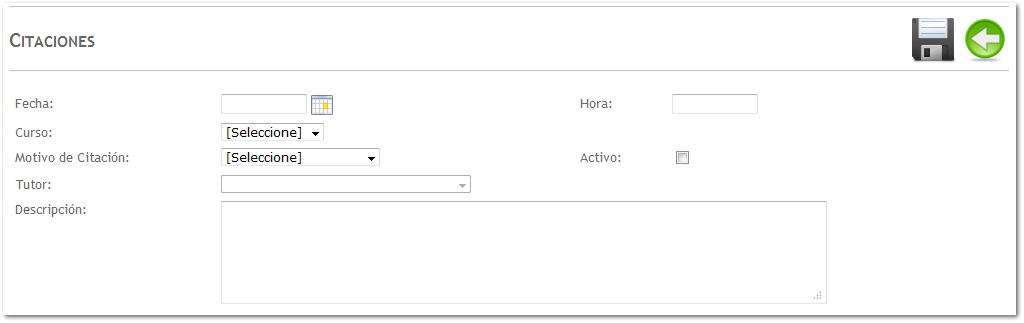 CITACIONES
Fecha: Hora:
Curso: [Seleccione]
Motivo de Citación: [Seleccione] Activo:
Tutor:
Descripción: